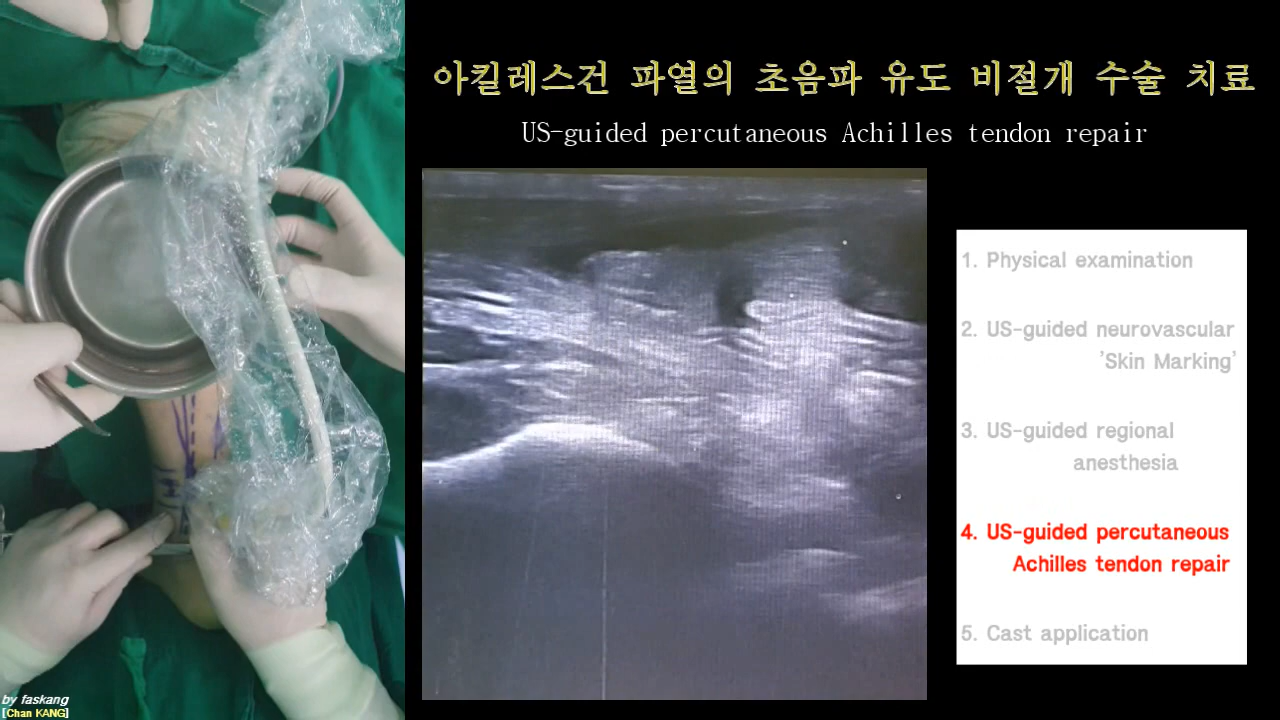 아킬레스건 파열의 초음파 유도 비절개 수술 치료
US-guided percutaneous Achilles tendon repair
1. Physical examination
2. US-guided neurovascular
'Skin Marking'
3. US-guided regional
anesthesia
4. US-guided percutaneous
Achilles tendon repair
5. Cast application
by faskang
[Chan KANG]